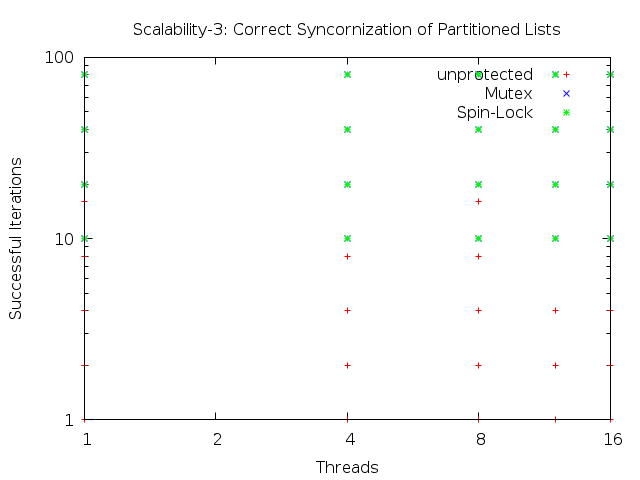 Scalability-3: Correct Syncornization of Partitioned Lists
100
unprotected
Mutex
Spin-Lock
Successful Iterations
10
1
1 2 4 8 16
Threads